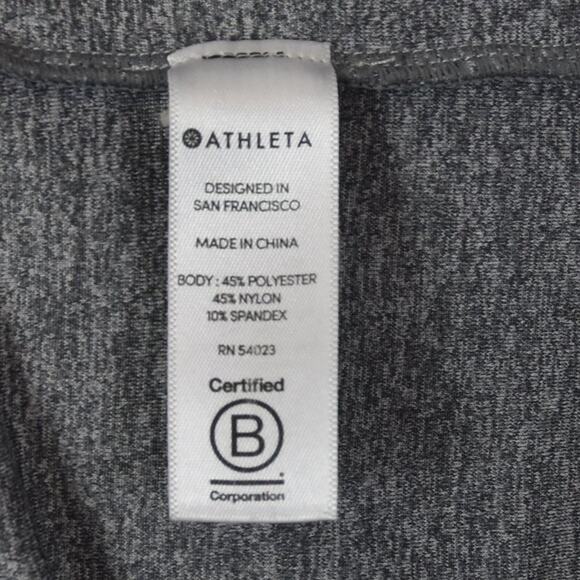 ATHLETA
DESIGNED IN
SAN FRANCISCO
MADE IN CHINA
BODY : 45% POLYESTER
45% NYLON
10% SPANDEX
RN 54023
Certified
B
Corporation